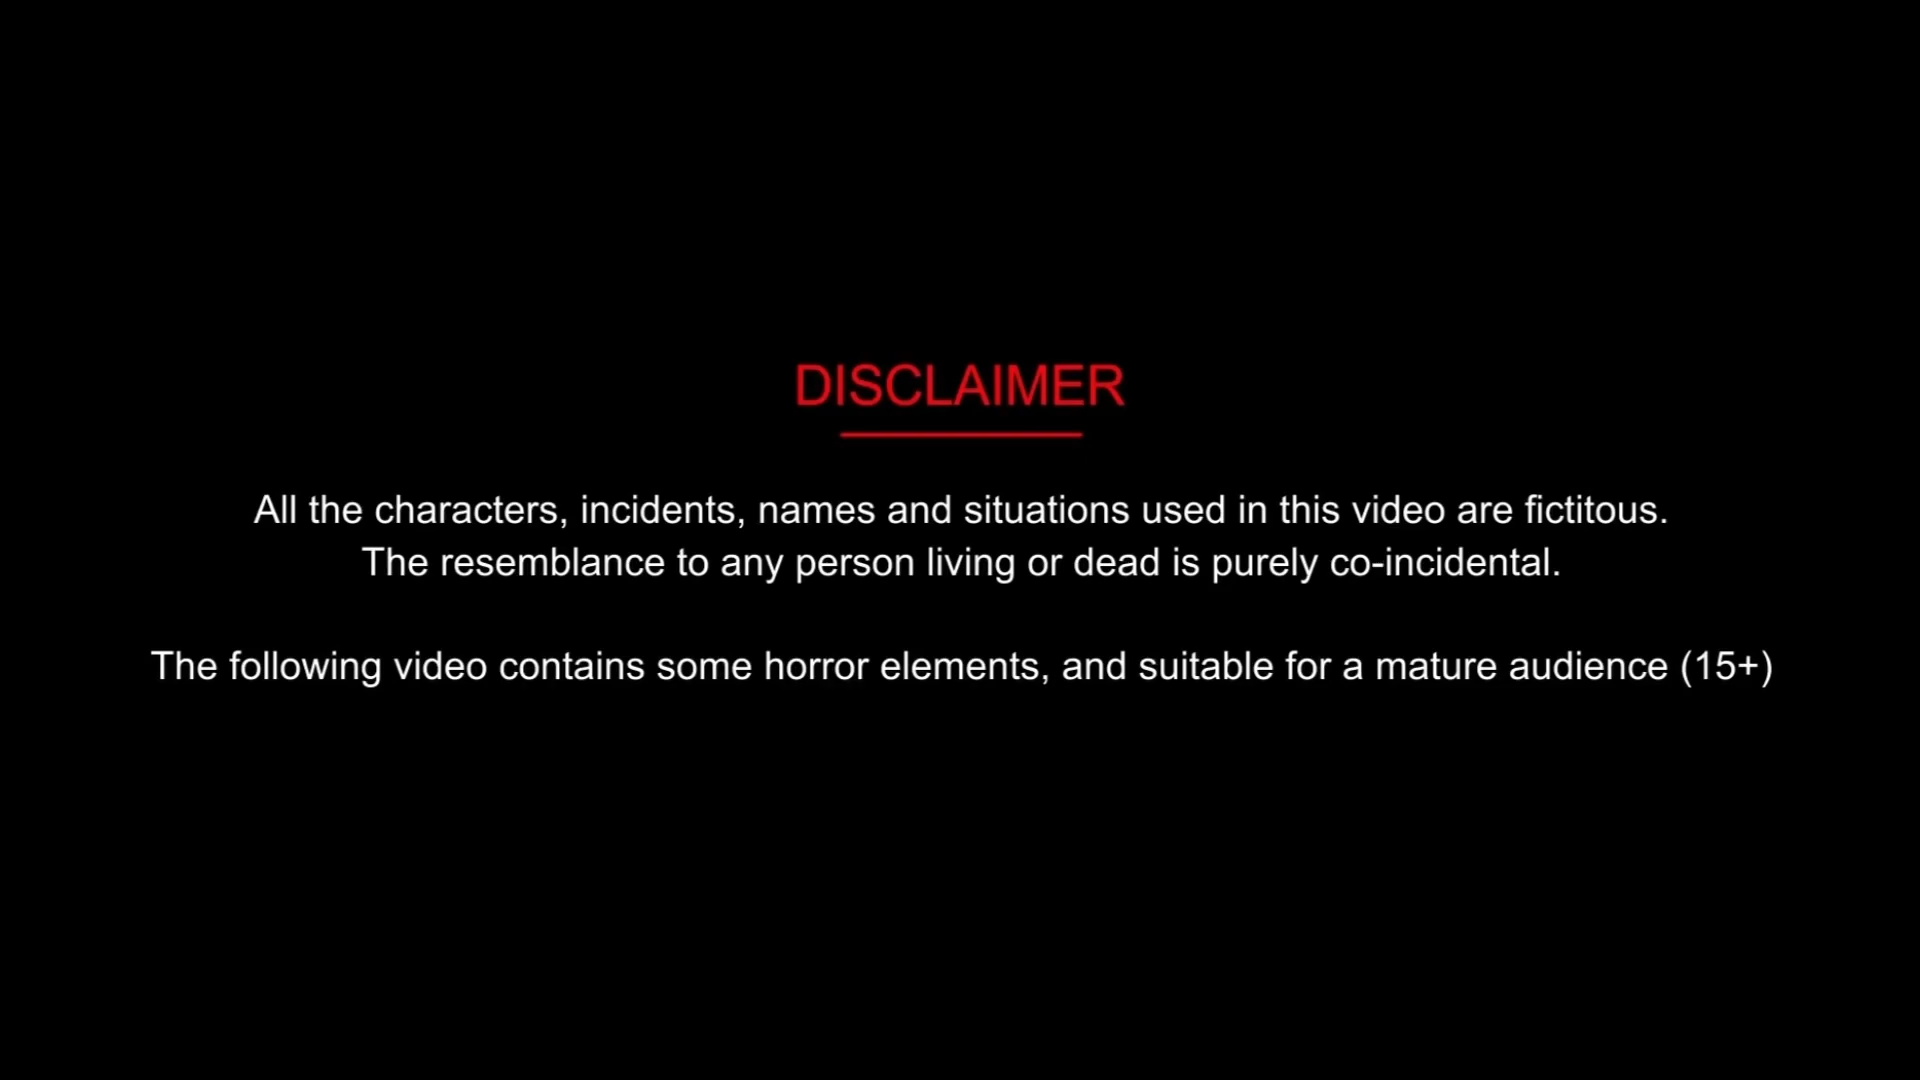 DISCLAIMER
All the characters, incidents, names and situations used in this video are fictitous.
The resemblance to any person living or dead is purely co-incidental.
The following video contains some horror elements, and suitable for a mature audience (15+)